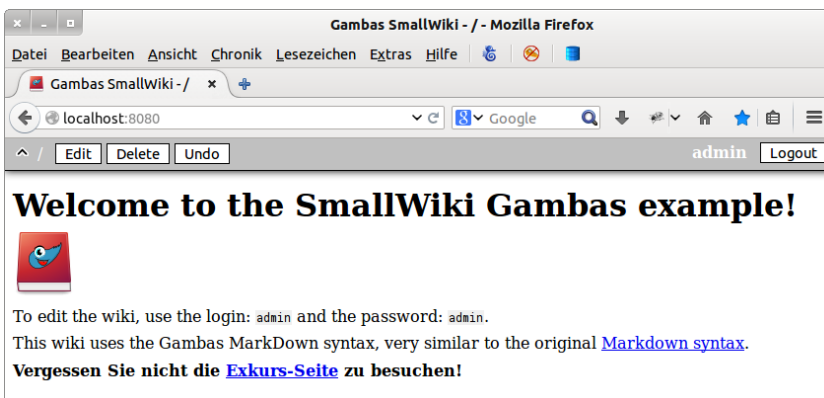 Gambas SmallWiki - / - Mozilla Firefox
Datei Bearbeiten Ansicht Chronik Lesezeichen Extras Hilfe
Gambas SmallWiki - /
localhost:8080 Google
^ / Edit Delete Undo admin Logout
Welcome to the SmallWiki Gambas example!
To edit the wiki, use the login: admin and the password: admin.
This wiki uses the Gambas MarkDown syntax, very similar to the original Markdown syntax.
Vergessen Sie nicht die Exkurs-Seite zu besuchen!